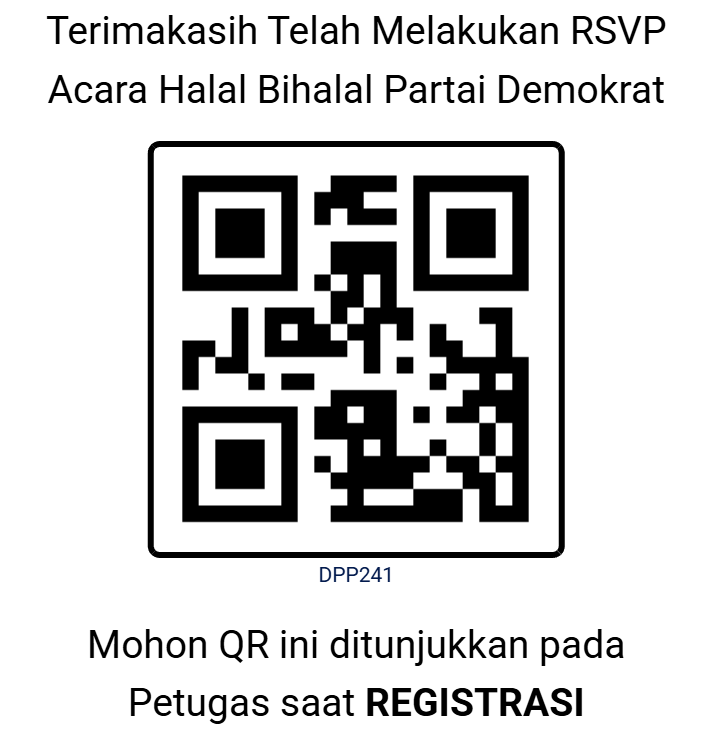 Terimakasih Telah Melakukan RSVP
Acara Halal Bihalal Partai Demokrat
DPP241
Mohon QR ini ditunjukkan pada
Petugas saat REGISTRASI